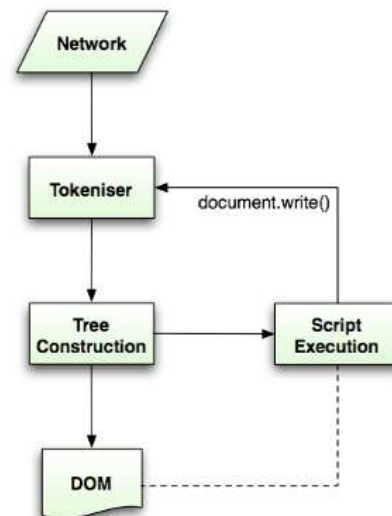 Network
Tokeniser
document.write()
Tree
Construction
Script
Execution
DOM